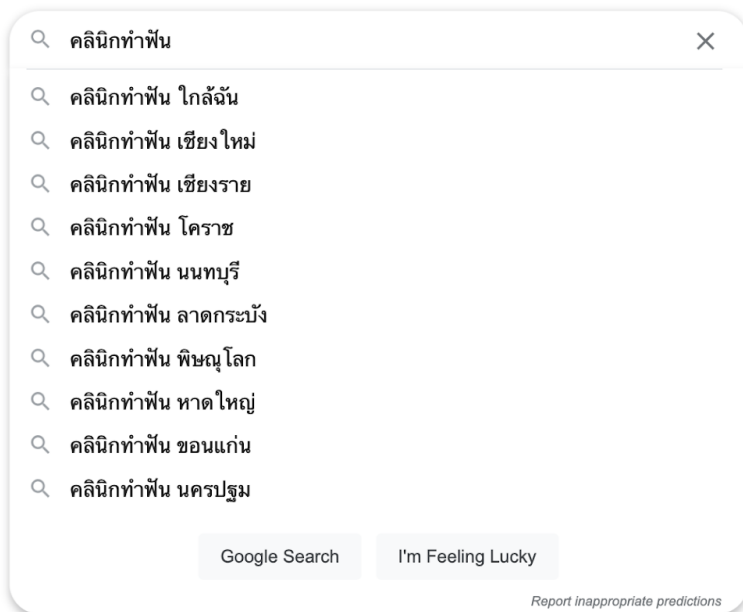 คลินิกทำฟัน
คลินิกทำฟัน ใกล้ฉัน
คลินิกทำฟัน เชียงใหม่
คลินิกทำฟัน เชียงราย
คลินิกทำฟัน โคราช
คลินิกทำฟัน นนทบุรี
คลินิกทำฟัน ลาดกระบัง
คลินิกทำฟัน พิษณุโลก
คลินิกทำฟัน หาดใหญ่
คลินิกทำฟัน ขอนแก่น
คลินิกทำฟัน นครปฐม
Google Search I'm Feeling Lucky
Report inappropriate predictions